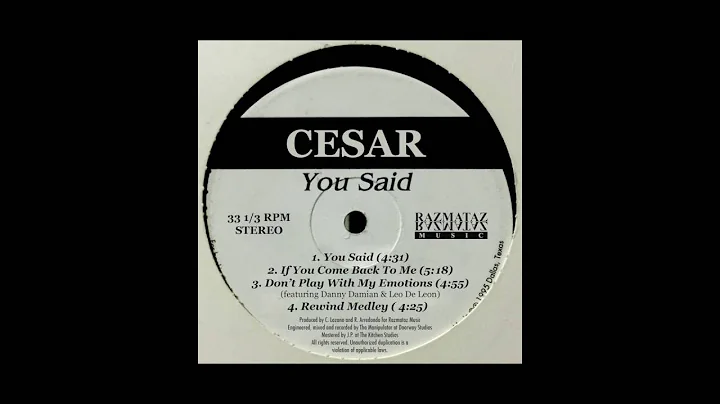 CESAR
You Said
33 1/3 RPM
STEREO
RAZMATAZ
MUSIC
1. You Said (4:31)
2. If You Come Back To Me (5:18)
3. Don't Play With My Emotions (4:55)
(featuring Danny Damian & Leo De Leon)
4. Rewind Medley ( 4:25)
Produced by C. Lozano and R. Arredondo for Razmataz Music
Engineered, mixed and recorded by The Manipulator at Doorway Studios
Mastered by J.P. at The Kitchen Studios
All rights reserved. Unauthorized duplication is a
violation of applicable laws.
1995 Dallas, Texas